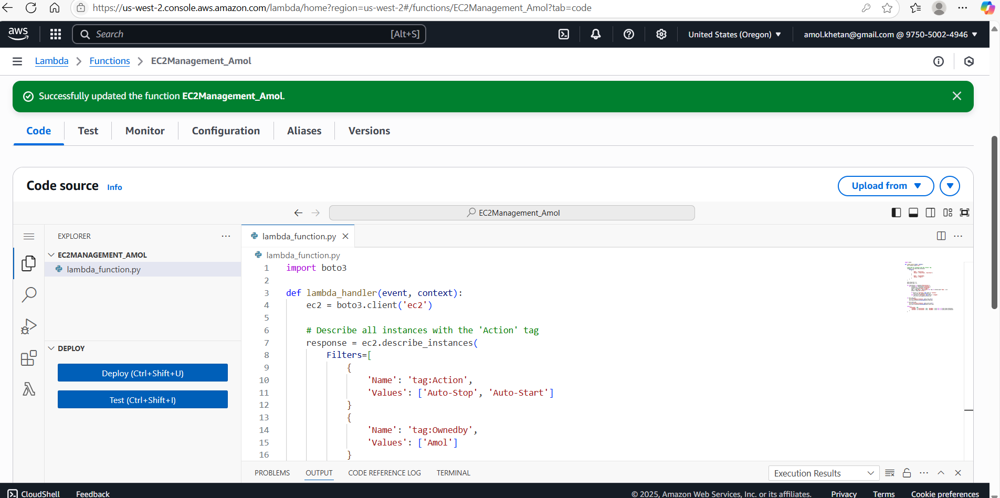 https://us-west-2.console.aws.amazon.com/lambda/home?region=us-west-2#/functions/EC2Management_Amol?tab=code
aws
Search [Alt+S]
United States (Oregon) amol.khetan@gmail.com @ 9750-5002-4946
Lambda > Functions > EC2Management_Amol
Successfully updated the function EC2Management_Amol.
Code Test Monitor Configuration Aliases Versions
Code source Info
Upload from
EC2Management_Amol
EXPLORER
lambda_function.py
EC2MANAGEMENT_AMOL
lambda_function.py
lambda_function.py
1 import boto3
2
3 def lambda_handler(event, context):
4 ec2 = boto3.client('ec2')
5
6 # Describe all instances with the 'Action' tag
7 response = ec2.describe_instances(
8 Filters=[
9 {
10 'Name': 'tag:Action',
11 'Values': ['Auto-Stop', 'Auto-Start']
12 }
13 {
14 'Name': 'tag:Ownedby',
15 'Values': ['Amol']
16 }
DEPLOY
Deploy (Ctrl+Shift+U)
Test (Ctrl+Shift+I)
PROBLEMS OUTPUT CODE REFERENCE LOG TERMINAL
Execution Results
CloudShell Feedback
© 2025, Amazon Web Services, Inc. or its affiliates. Privacy Terms Cookie preferences